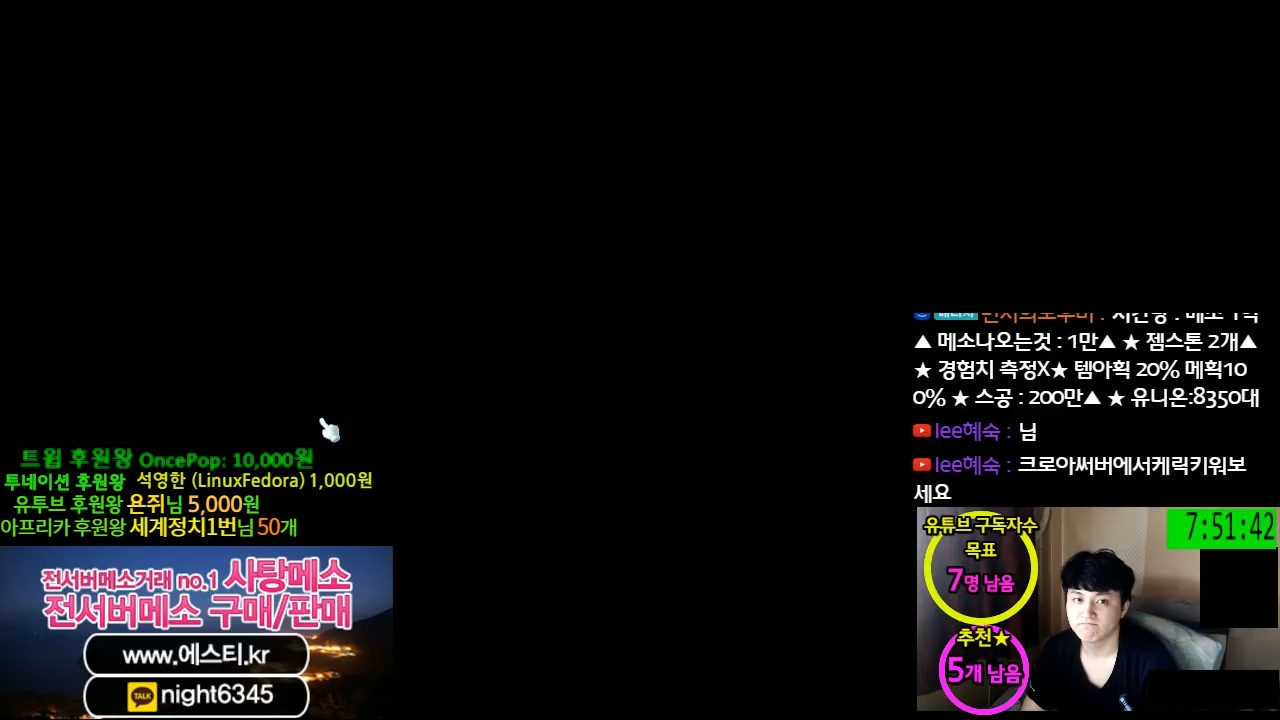 ▲ 메소나오는것 : 1만▲ ★ 젬스톤 2개▲
★ 경험치 측정X★ 템아획 20% 메획10
0% ★ 스공 : 200만▲ ★ 유니온:8350대
lee혜숙 : 님
lee혜숙 : 크로아써버에서케릭키워보
세요
트윕 후원왕 OncePop: 10,000원
투네이션 후원왕 석영한 (LinuxFedora) 1,000원
유투브 후원왕 욘쥐님 5,000원
아프리카 후원왕 세계정치1번님 50개
전서버메소거래 no.1 사탕메소
전서버메소 구매/판매
www.에스티.kr
TALK night6345
유튜브 구독자수
목표
7명 남음
추천★
5개 남음
7:51:42